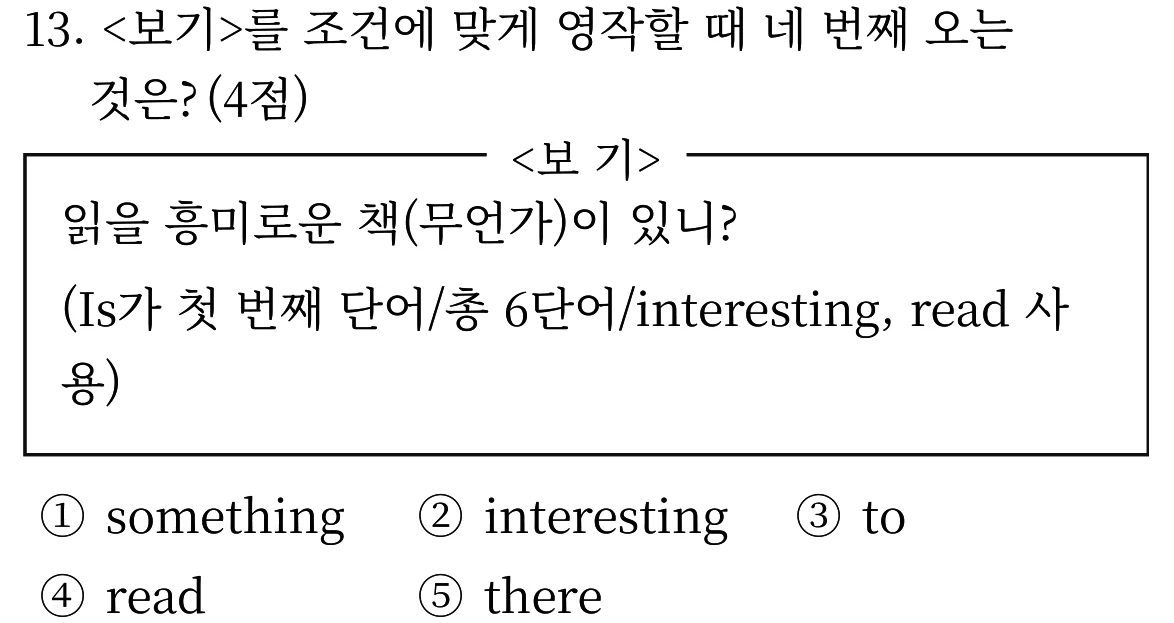 13. <보기>를 조건에 맞게 영작할 때 네 번째 오는
것은? (4점)
<보 기>
읽을 흥미로운 책(무언가)이 있니?
(Is가 첫 번째 단어/총 6단어/interesting, read 사
용)
① something ② interesting ③ to
④ read ⑤ there